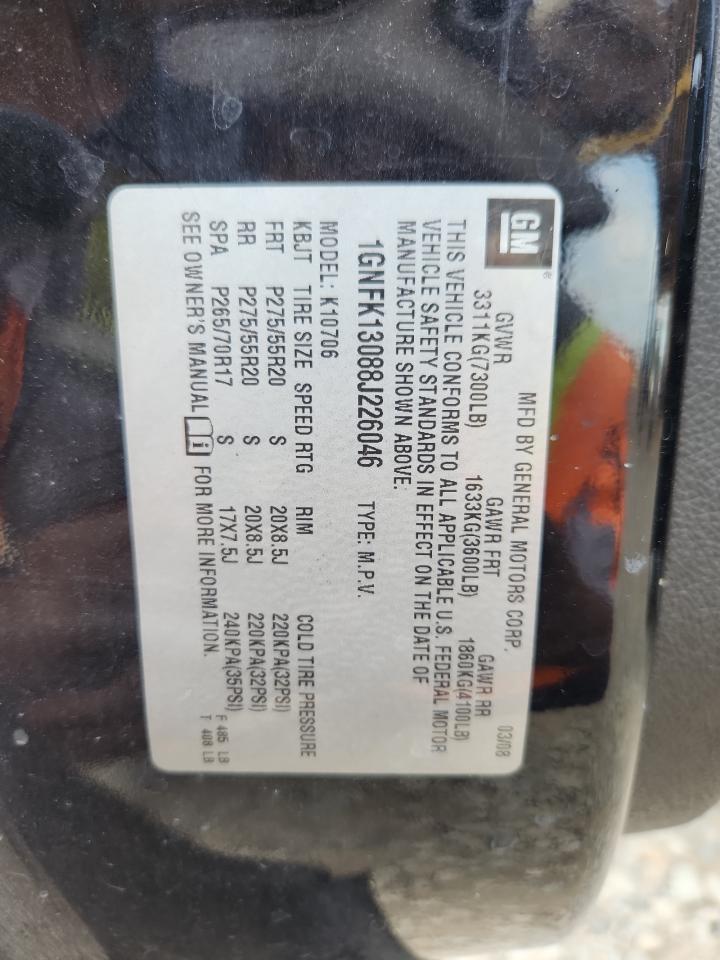 GM ®
MFD BY GENERAL MOTORS CORP. 03/08
GVWR GAWR FRT GAWR RR
3311KG(7300LB) 1633KG(3600LB) 1860KG(4100LB)
THIS VEHICLE CONFORMS TO ALL APPLICABLE U.S. FEDERAL MOTOR
VEHICLE SAFETY STANDARDS IN EFFECT ON THE DATE OF
MANUFACTURE SHOWN ABOVE.
1GNFK13088J226046 TYPE: M.P.V.
MODEL: K10706
KBJT TIRE SIZE SPEED RTG RIM COLD TIRE PRESSURE
FRT P275/55R20 S 20X8.5J 220KPA(32PSI)
RR P275/55R20 S 20X8.5J 220KPA(32PSI)
SPA P265/70R17 S 17X7.5J 240KPA(35PSI)
SEE OWNER'S MANUAL i FOR MORE INFORMATION.
F 485 LB
T 408 LB